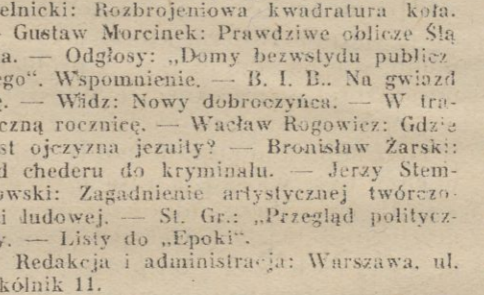 elnicki: Rozbrojeniowa kwadratura koła.
Gustaw Morcinek: Prawdziwe oblicze Ślą
a. — Odgłosy: „Domy bezwstydu publicz
ego“. Wspomnienie. — B. I. B.. Na gwiazd
ę. — Widz: Nowy dobroczyńca. — W tra-
czną rocznicę. — Wacław Rogowicz: Gdzie
st ojczyzna jezuity? — Bronisław Żarski:
d chederu do kryminału. — Jerzy Stem-
owski: Zagadnienie artystycznej twórczo-
i ludowej. — St. Gr.: „Przegląd politycz-
y. — Listy do „Epoki“.
Redakcja i administracja: Warszawa, ul.
kólnik 11.